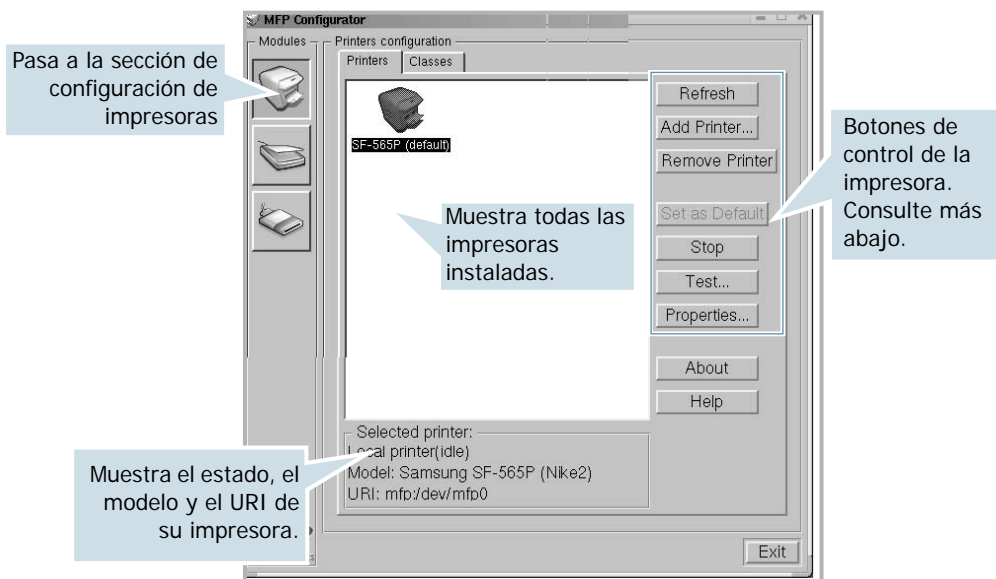 MFP Configurator
Modules
Printers configuration
Printers
Classes
Pasa a la sección de
configuración de
impresoras
SF-565P (default)
Muestra todas las
impresoras
instaladas.
Refresh
Add Printer...
Remove Printer
Set as Default
Stop
Test...
Properties...
About
Help
Botones de
control de la
impresora.
Consulte más
abajo.
Selected printer:
Local printer(idle)
Model: Samsung SF-565P (Nike2)
URI: mfp:/dev/mfp0
Muestra el estado, el
modelo y el URI de
su impresora.
Exit